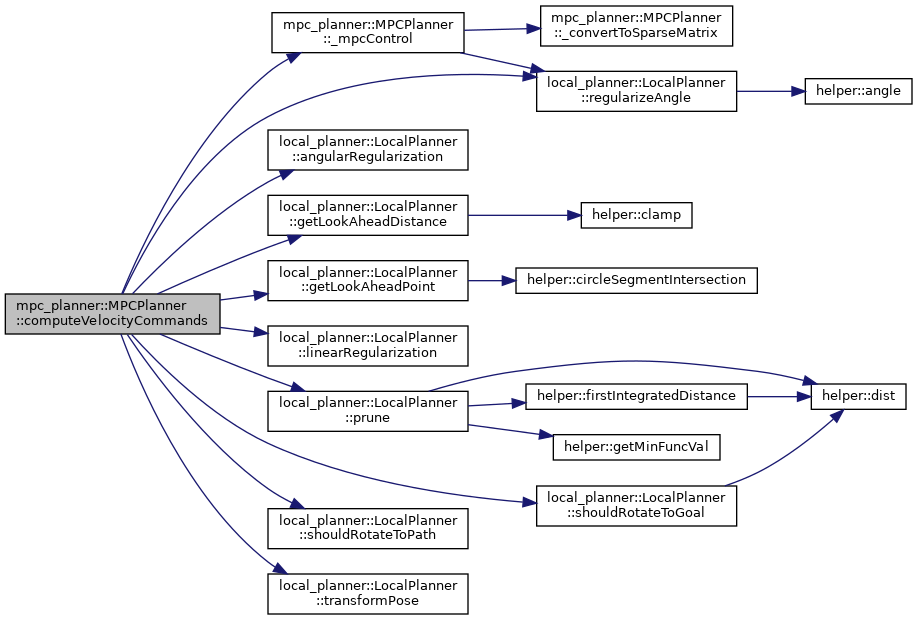 mpc_planner::MPCPlanner
::_mpcControl
mpc_planner::MPCPlanner
::_convertToSparseMatrix
local_planner::LocalPlanner
::regularizeAngle
helper::angle
local_planner::LocalPlanner
::angularRegularization
local_planner::LocalPlanner
::getLookAheadDistance
helper::clamp
local_planner::LocalPlanner
::getLookAheadPoint
helper::circleSegmentIntersection
mpc_planner::MPCPlanner
::computeVelocityCommands
local_planner::LocalPlanner
::linearRegularization
local_planner::LocalPlanner
::prune
helper::firstIntegratedDistance
helper::dist
helper::getMinFuncVal
local_planner::LocalPlanner
::shouldRotateToGoal
local_planner::LocalPlanner
::shouldRotateToPath
local_planner::LocalPlanner
::transformPose